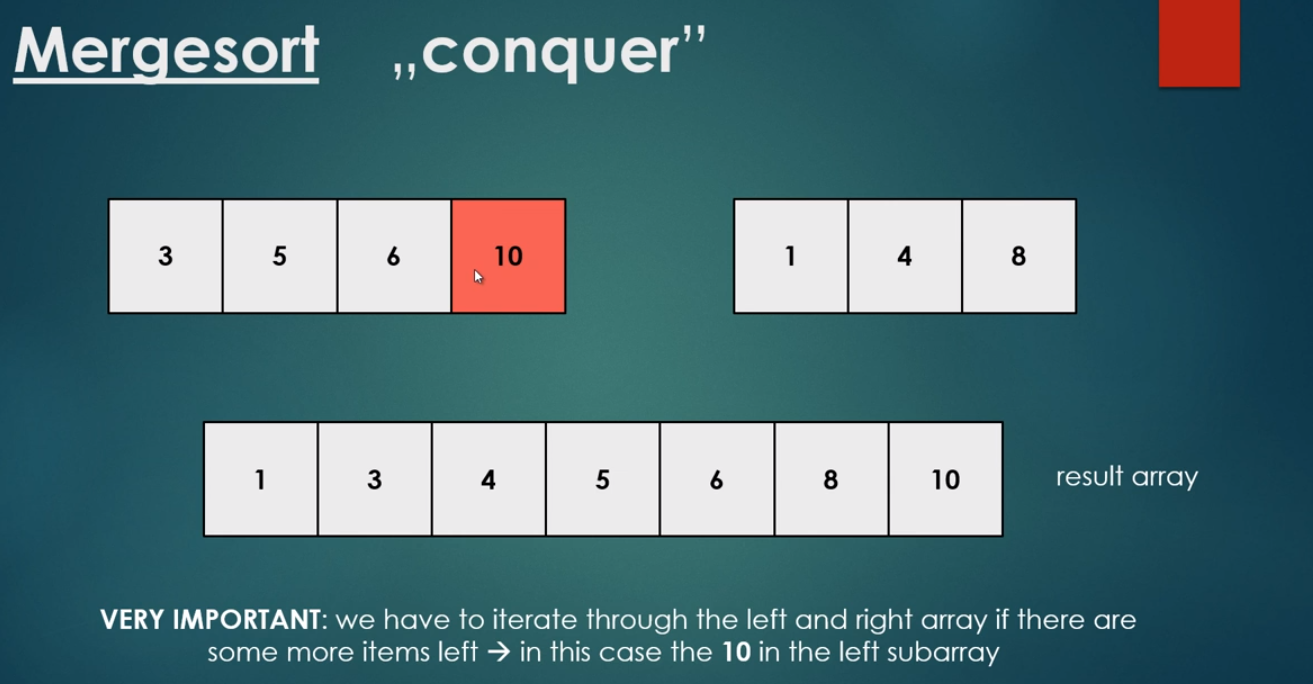 Mergesort „conquer”
3 5 6 10 1 4 8
1 3 4 5 6 8 10 result array
VERY IMPORTANT: we have to iterate through the left and right array if there are
some more items left → in this case the 10 in the left subarray